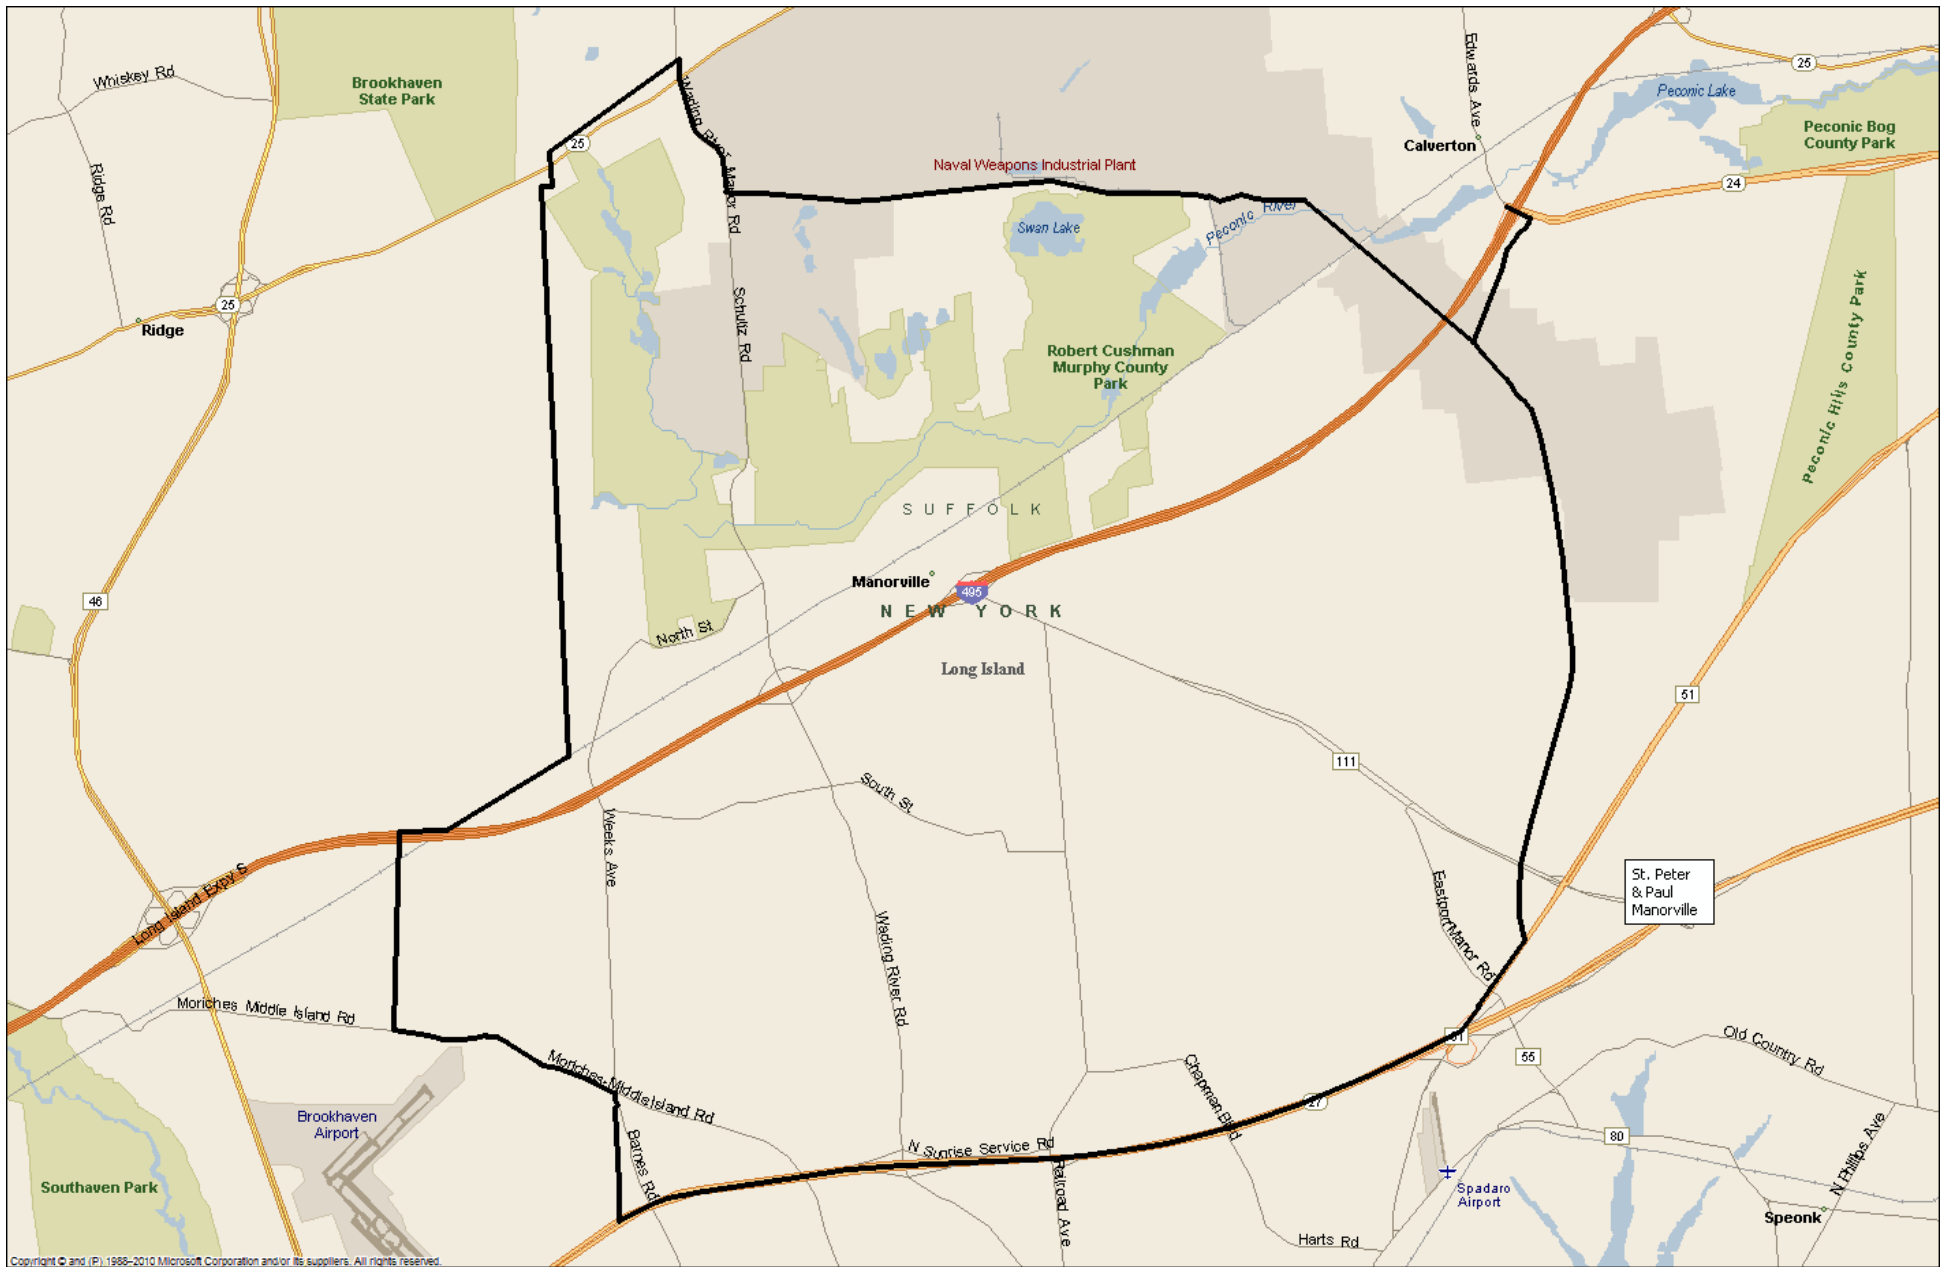 Whiskey Rd
Brookhaven
State Park
25
Wading River Manor Rd
Edwards Ave
25
Peconic Lake
Calverton
Peconic Bog
County Park
Naval Weapons Industrial Plant
24
Ridge Rd
Swan Lake
Peconic River
25
Ridge
Schultz Rd
Robert Cushman
Murphy County
Park
Peconic Hills County Park
SUFFOLK
Manorville
495
NEW YORK
46
North St
Long Island
51
111
South St
Weeks Ave
Long Island Expy S
Eastport Manor Rd
St. Peter
& Paul
Manorville
Wading River Rd
Moriches Middle Island Rd
51
Old Country Rd
55
Moriches-Middle Island Rd
Chapman Blvd
27
Brookhaven
Airport
Barnes Rd
N Sunrise Service Rd
Railroad Ave
80
N Phillips Ave
Southaven Park
Spadaro
Airport
Speonk
Harts Rd
Copyright © and (P) 1988–2010 Microsoft Corporation and/or its suppliers. All rights reserved.